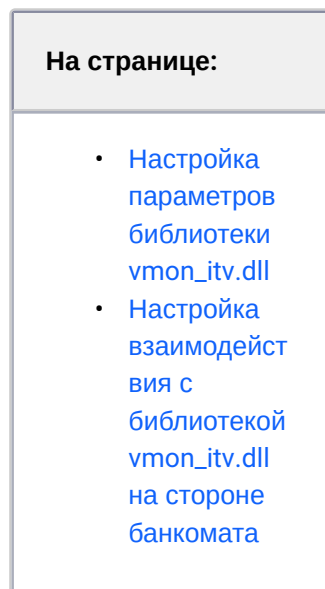 На странице:
• Настройка
параметров
библиотеки
vmon_itv.dll
• Настройка
взаимодейст
вия с
библиотекой
vmon_itv.dll
на стороне
банкомата